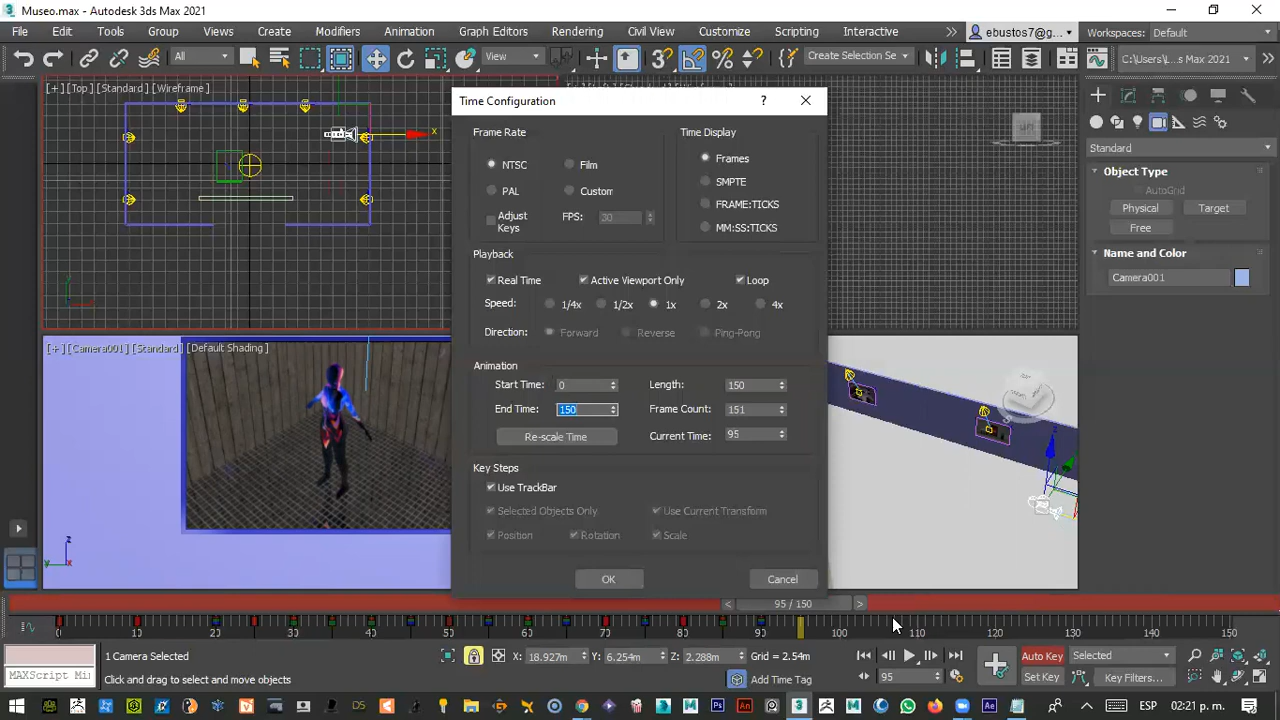 Museo.max - Autodesk 3ds Max 2021
File Edit Tools Group Views Create Modifiers Animation Graph Editors Rendering Civil View Customize Scripting Interactive ebustos7@g... Workspaces: Default
All View Create Selection Se C:\Users\...s Max 2021
[+] [Top] [Standard] [Wireframe]
x
y
[+] [Camera001] [Standard] [Default Shading]
z
y x
Time Configuration
? 
Frame Rate
NTSC Film
PAL Custom
Adjust Keys FPS: 30
Time Display
Frames
SMPTE
FRAME:TICKS
MM:SS:TICKS
Playback
Real Time Active Viewport Only Loop
Speed: 1/4x 1/2x 1x 2x 4x
Direction: Forward Reverse Ping-Pong
Animation
Start Time: 0 Length: 150
End Time: 150 Frame Count: 151
Re-scale Time Current Time: 95
Key Steps
Use TrackBar
Selected Objects Only Use Current Transform
Position Rotation Scale
OK Cancel
Standard
Object Type
AutoGrid
Physical Target
Free
Name and Color
Camera001
< 95 / 150 >
0 10 20 30 40 50 60 70 80 90 100 110 120 130 140 150
1 Camera Selected X: 18.927m Y: 6.254m Z: 2.288m Grid = 2.54m Auto Key Selected
MAXScript Mi Click and drag to select and move objects Add Time Tag 95 Set Key Key Filters...
ESP 02:21 p. m.